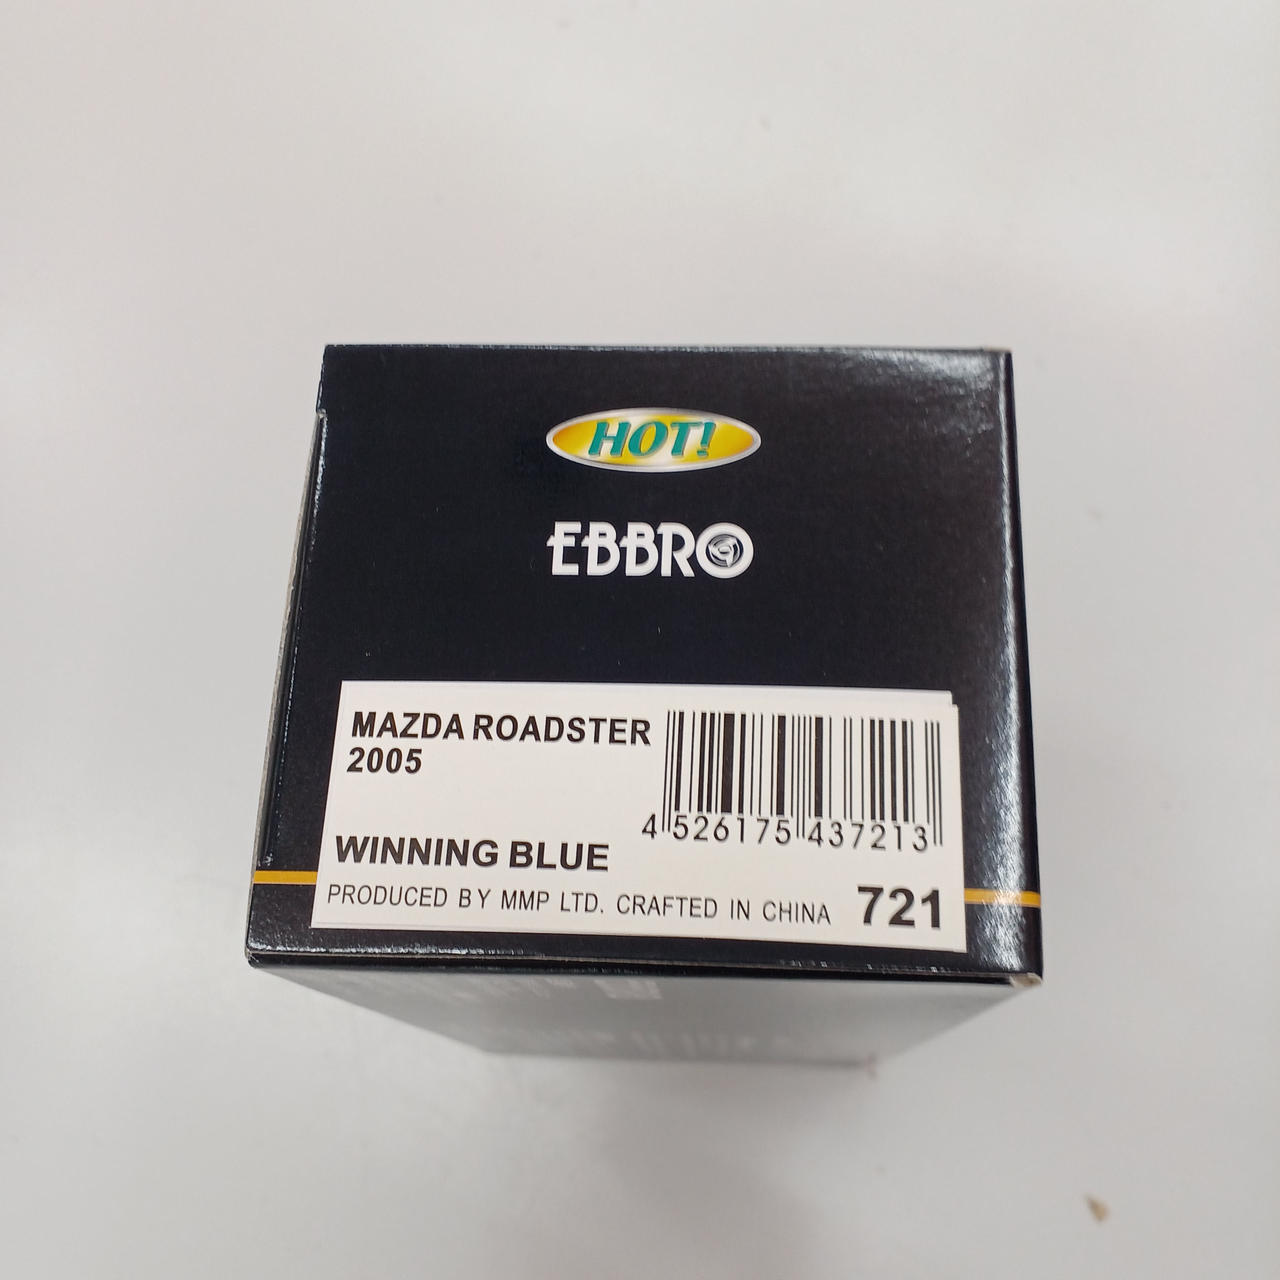 HOT!
EBBRO
MAZDA ROADSTER
2005
4 526175 437213
WINNING BLUE
PRODUCED BY MMP LTD. CRAFTED IN CHINA
721